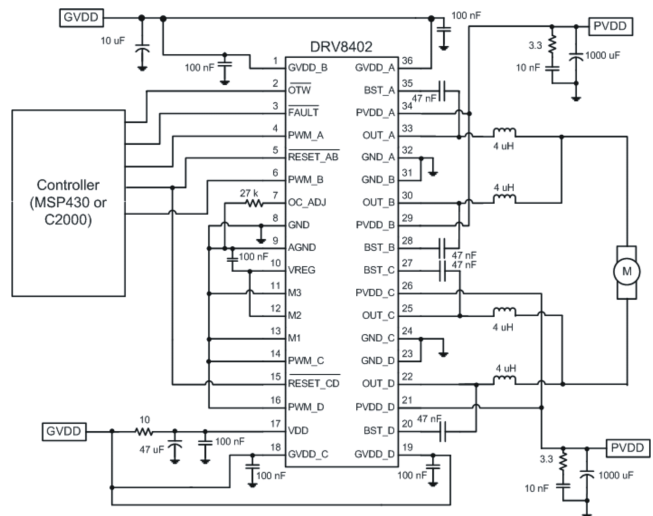 GVDD
10 uF
100 nF
100 nF
PVDD
3.3
1000 uF
10 nF
DRV8402
1 GVDD_B GVDD_A 36
2 OTW BST_A 35
47 nF
3 FAULT PVDD_A 34
4 PWM_A OUT_A 33
4 uH
5 RESET_AB GND_A 32
6 PWM_B GND_B 31
27 k
7 OC_ADJ OUT_B 30
4 uH
8 GND PVDD_B 29
9 AGND BST_B 28
100 nF
47 nF
47 nF
10 VREG BST_C 27
11 M3 PVDD_C 26
12 M2 OUT_C 25
4 uH
13 M1 GND_C 24
14 PWM_C GND_D 23
15 RESET_CD OUT_D 22
4 uH
16 PWM_D PVDD_D 21
17 VDD BST_D 20
47 nF
18 GVDD_C GVDD_D 19
Controller
(MSP430 or
C2000)
M
GVDD
10
47 uF
100 nF
100 nF
100 nF
PVDD
3.3
1000 uF
10 nF